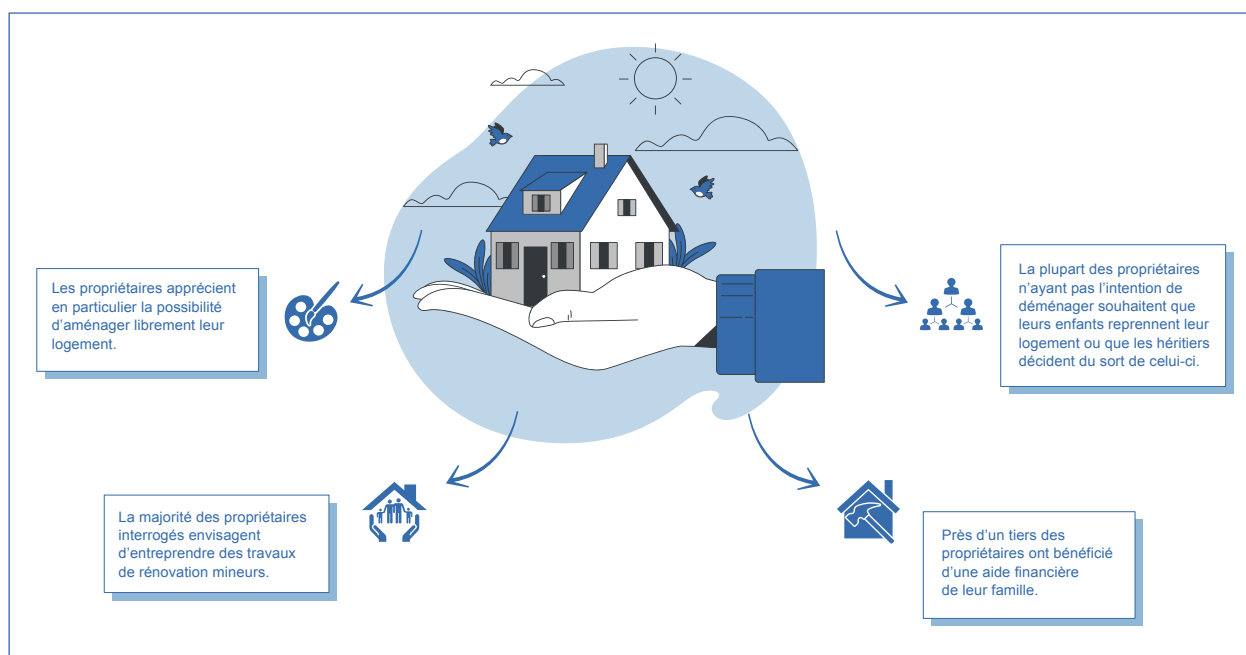 Les propriétaires apprécient
en particulier la possibilité
d’aménager librement leur
logement.
La plupart des propriétaires
n’ayant pas l’intention de
déménager souhaitent que
leurs enfants reprennent leur
logement ou que les héritiers
décident du sort de celui-ci.
La majorité des propriétaires
interrogés envisagent
d’entreprendre des travaux
de rénovation mineurs.
Près d’un tiers des
propriétaires ont bénéficié
d’une aide financière
de leur famille.